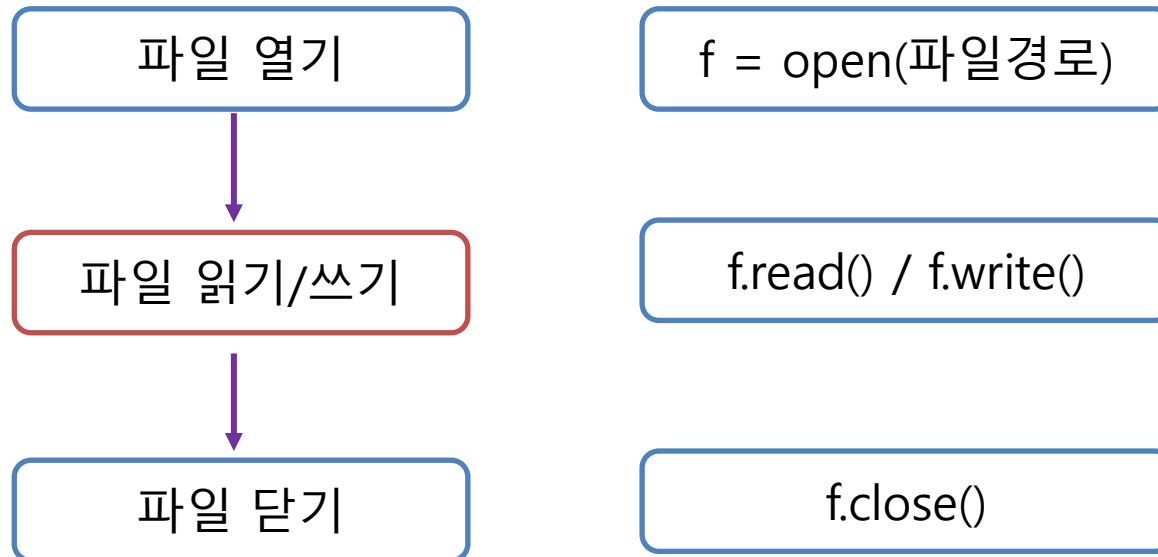 파일 열기
f = open(파일경로)
파일 읽기/쓰기
f.read() / f.write()
파일 닫기
f.close()